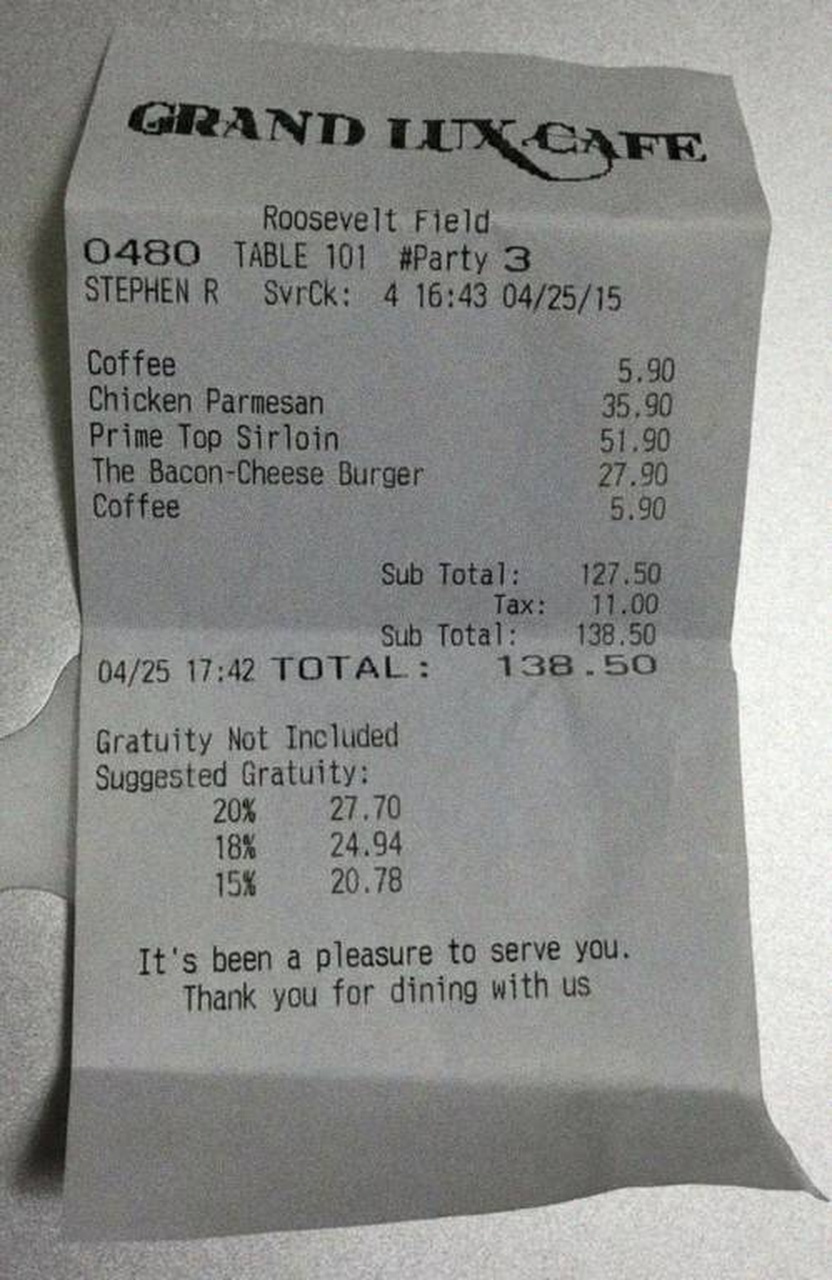 GRAND LUX CAFE
Roosevelt Field
0480 TABLE 101 #Party 3
STEPHEN R SvrCk: 4 16:43 04/25/15
Coffee 5.90
Chicken Parmesan 35.90
Prime Top Sirloin 51.90
The Bacon-Cheese Burger 27.90
Coffee 5.90
Sub Total: 127.50
Tax: 11.00
Sub Total: 138.50
04/25 17:42 TOTAL: 138.50
Gratuity Not Included
Suggested Gratuity:
20% 27.70
18% 24.94
15% 20.78
It's been a pleasure to serve you.
Thank you for dining with us